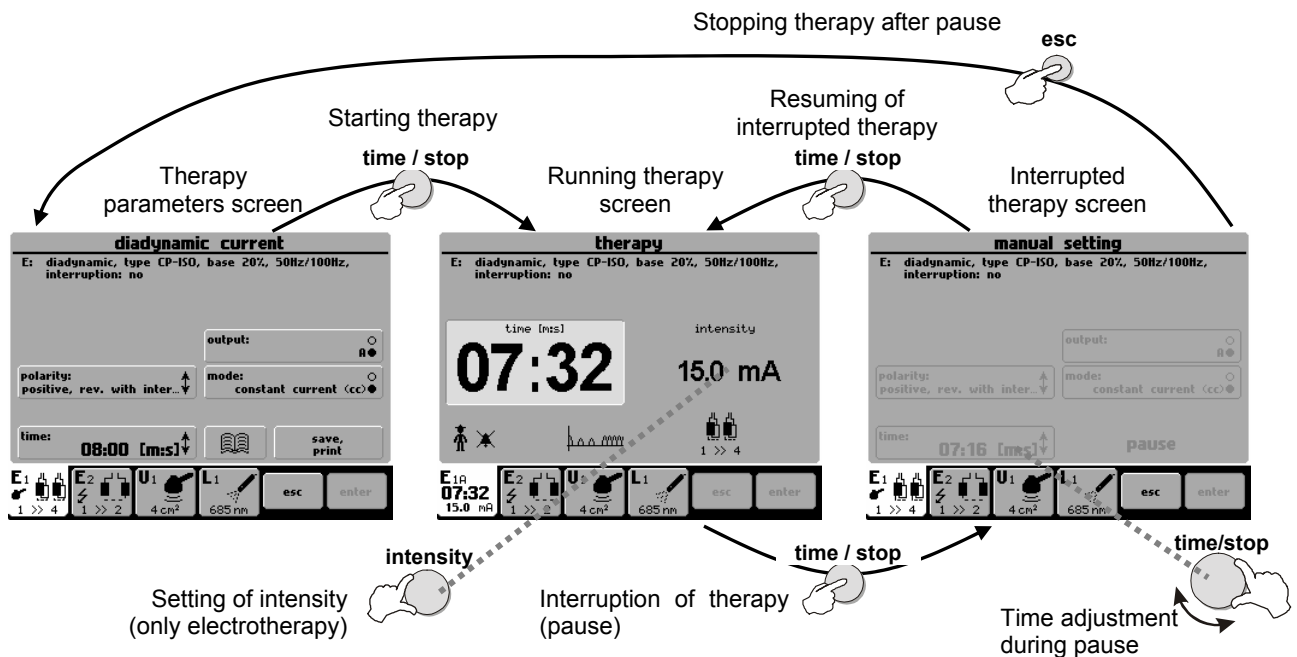 Stopping therapy after pause
esc
Starting therapy
time / stop
Resuming of
interrupted therapy
time / stop
Therapy
parameters screen
Running therapy
screen
Interrupted
therapy screen
diadynamic current
E: diadynamic, type CP-ISO, base 20%, 50Hz/100Hz,
interruption: no
output:
A
polarity:
positive, rev. with inter...
mode:
constant current (cc)
time:
08:00 [m:s]
save,
print
E1
1 >> 4
E2
1 >> 2
U1
4 cm²
L1
685 nm
esc
enter
therapy
E: diadynamic, type CP-ISO, base 20%, 50Hz/100Hz,
interruption: no
time [m:s]
07:32
intensity
15.0 mA
1 >> 4
E1A
07:32
15.0 mA
E2
1 >> 2
U1
4 cm²
L1
685 nm
esc
enter
manual setting
E: diadynamic, type CP-ISO, base 20%, 50Hz/100Hz,
interruption: no
output:
A
polarity:
positive, rev. with inter...
mode:
constant current (cc)
time:
07:16 [m:s]
pause
E1
1 >> 4
E2
1 >> 2
U1
4 cm²
L1
685 nm
esc
enter
intensity
Setting of intensity
(only electrotherapy)
time / stop
Interruption of therapy
(pause)
time/stop
Time adjustment
during pause